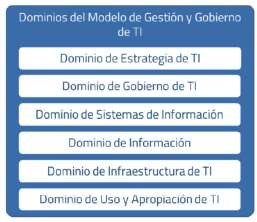 Dominios del Modelo de Gestión y Gobierno
de TI
Dominio de Estrategia de TI
Dominio de Gobierno de TI
Dominio de Sistemas de Información
Dominio de Información
Dominio de Infraestructura de TI
Dominio de Uso y Apropiación de TI